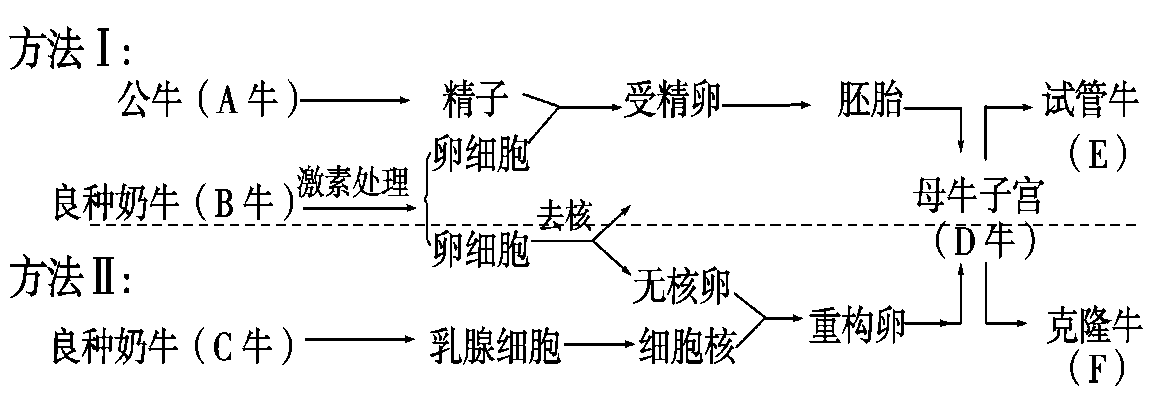 方法Ⅰ:
公牛(A牛) 精子 受精卵 胚胎 试管牛
(E)
卵细胞
良种奶牛(B牛) 激素处理 去核 母牛子宫
(D牛)
卵细胞
方法Ⅱ:
无核卵
良种奶牛(C牛) 乳腺细胞 细胞核 重构卵 克隆牛
(F)